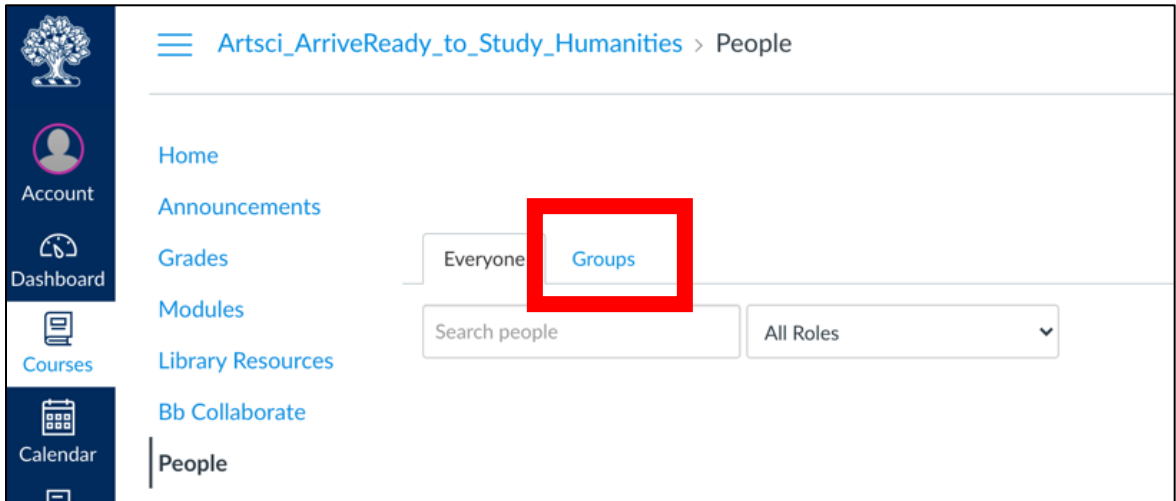 Artsci_ArriveReady_to_Study_Humanities > People
Account
Dashboard
Courses
Calendar
Home
Announcements
Grades
Modules
Library Resources
Bb Collaborate
People
Everyone Groups
Search people All Roles